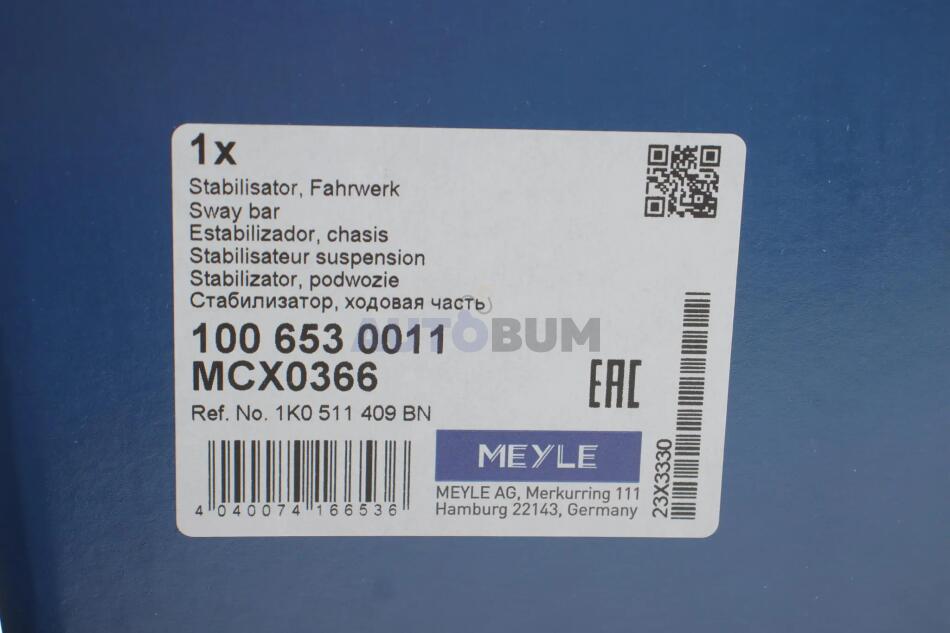 1x
Stabilisator, Fahrwerk
Sway bar
Estabilizador, chasis
Stabilisateur suspension
Stabilizator, podwozie
Стабилизатор, ходовая часть
100 653 0011
AUTOBUM
MCX0366
EAC
Ref. No. 1K0 511 409 BN
MEYLE
MEYLE AG, Merkurring 111
Hamburg 22143, Germany
4 040074 166536
23X3330